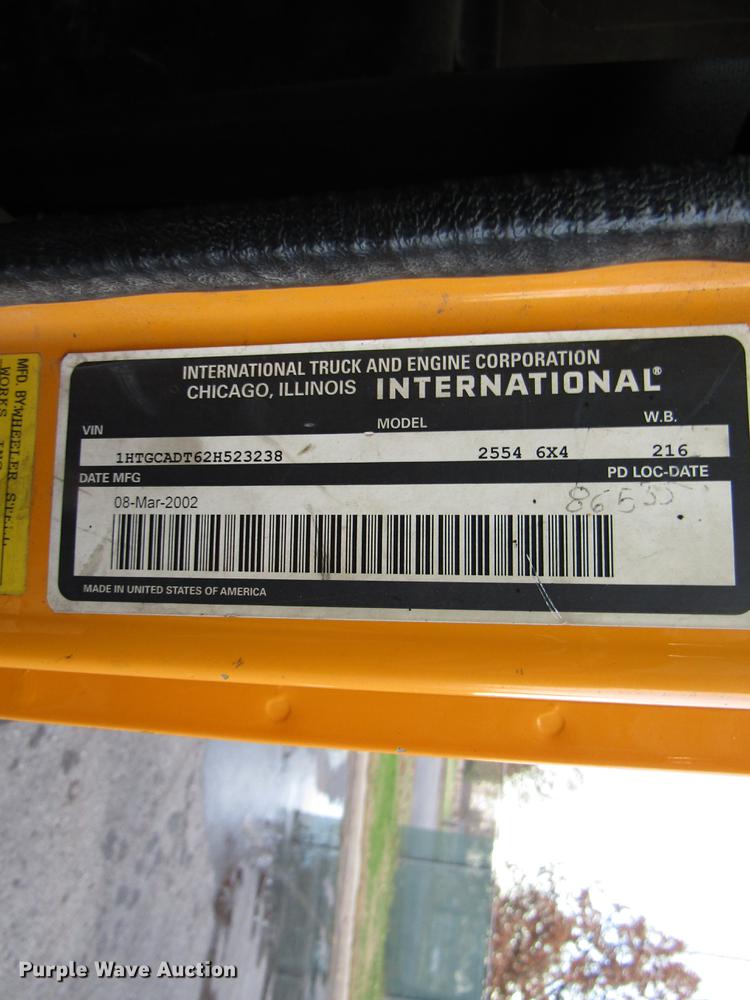 INTERNATIONAL TRUCK AND ENGINE CORPORATION
CHICAGO, ILLINOIS INTERNATIONAL®
VIN MODEL W.B.
1HTGCADT62H523238 2554 6X4 216
DATE MFG PD LOC-DATE
08-Mar-2002
MADE IN UNITED STATES OF AMERICA
MFD. BY WHEELER STEEL
WORKS
Purple Wave Auction